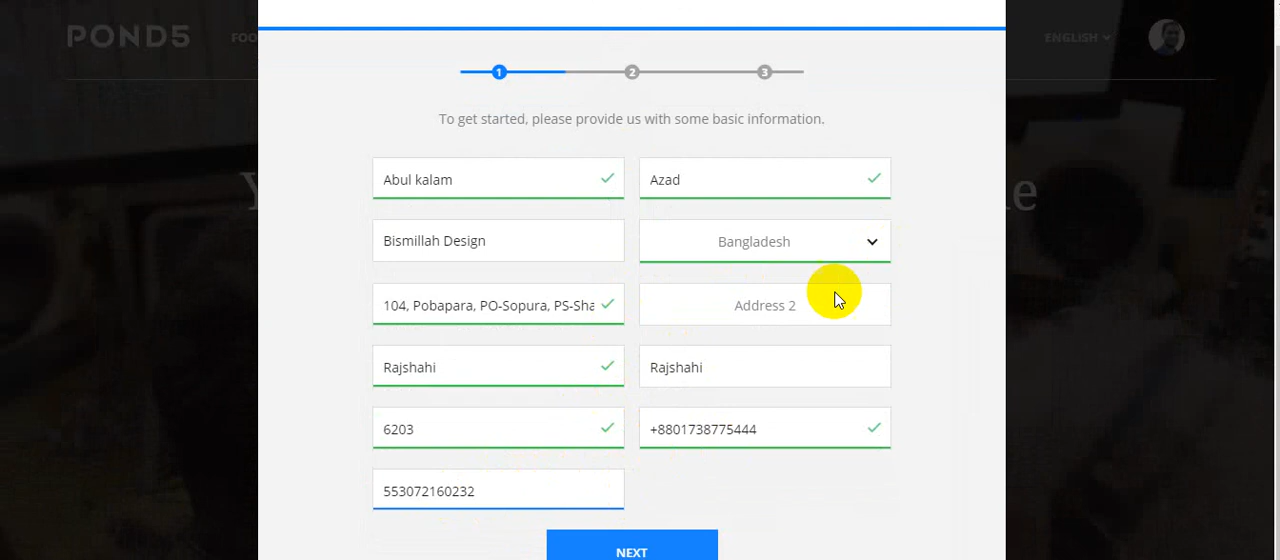 POND5 FOO ENGLISH
1 2 3
To get started, please provide us with some basic information.
Y e
Abul kalam Azad
Bismillah Design Bangladesh
104, Pobapara, PO-Sopura, PS-Sha Address 2
Rajshahi Rajshahi
6203 +8801738775444
553072160232
NEXT